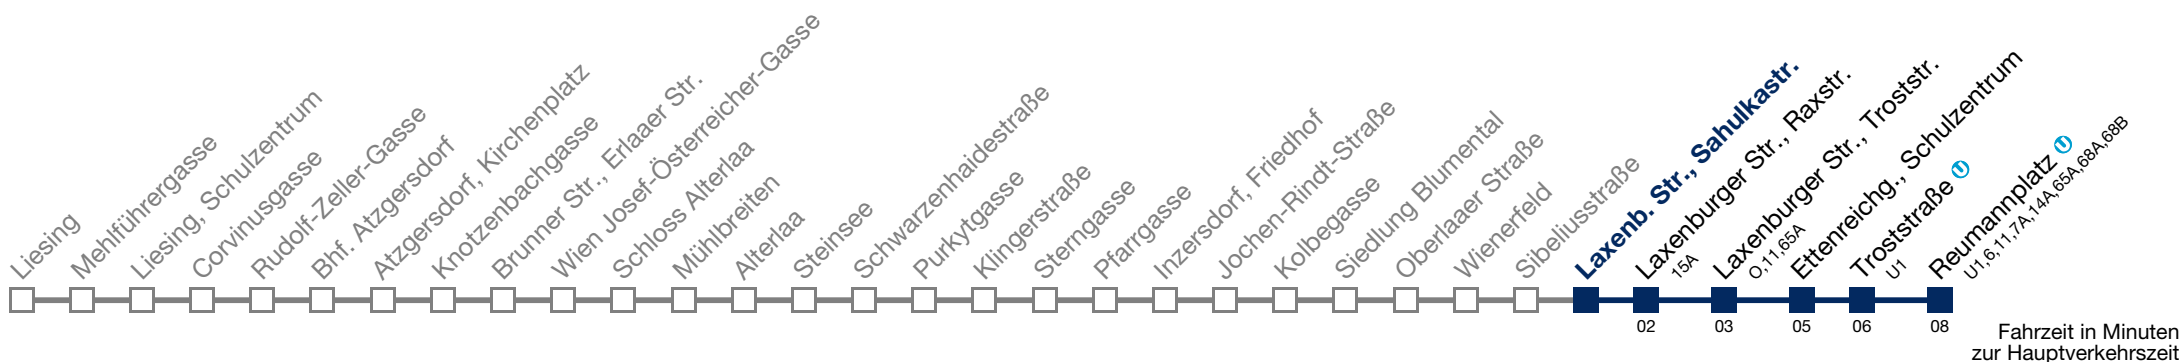 Liesing
Mehlführergasse
Liesing, Schulzentrum
Corvinusgasse
Rudolf-Zeller-Gasse
Bhf. Atzgersdorf
Atzgersdorf, Kirchenplatz
Knotzenbachgasse
Brunner Str., Erlaaer Str.
Wien Josef-Österreicher-Gasse
Schloss Alterlaa
Mühlbreiten
Alterlaa
Steinsee
Schwarzenhaidestraße
Purkytgasse
Klingerstraße
Sterngasse
Pfarrgasse
Inzersdorf, Friedhof
Jochen-Rindt-Straße
Kolbegasse
Siedlung Blumental
Oberlaaer Straße
Wienerfeld
Sibeliusstraße
Laxenb. Str., Sahulkastr.
Laxenburger Str., Raxstr.
15A
Laxenburger Str., Troststr.
O,11,65A
Ettenreichg., Schulzentrum
Troststraße U
U1
Reumannplatz U
U1,6,11,7A,14A,65A,68A,68B
02 03 05 06 08
Fahrzeit in Minuten
zur Hauptverkehrszeit